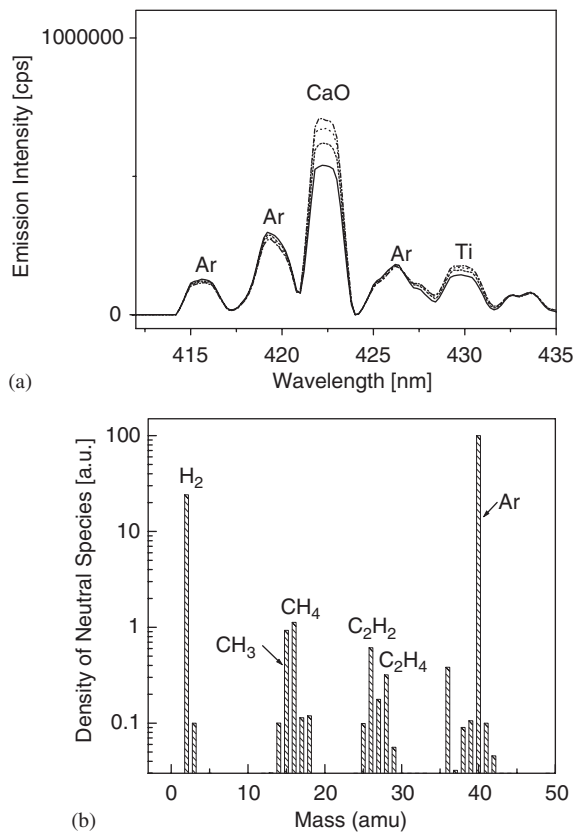 1000000
CaO
Ar
Ar
Ar
Ti
0
415 420 425 430 435
Emission Intensity [cps]
Wavelength [nm]
(a)
100
10
1
0.1
H₂
CH₃
CH₄
C₂H₂
C₂H₄
Ar
0 10 20 30 40 50
Density of Neutral Species [a.u.]
Mass (amu)
(b)